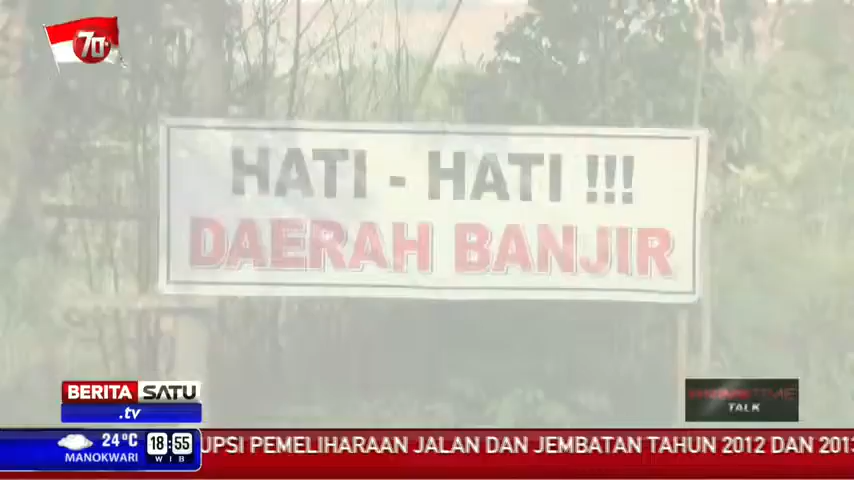 70
HATI - HATI !!!
DAERAH BANJIR
BERITA SATU
.tv
TALK
24°C
MANOKWARI
18:55
WIB
UPSI PEMELIHARAAN JALAN DAN JEMBATAN TAHUN 2012 DAN 2013